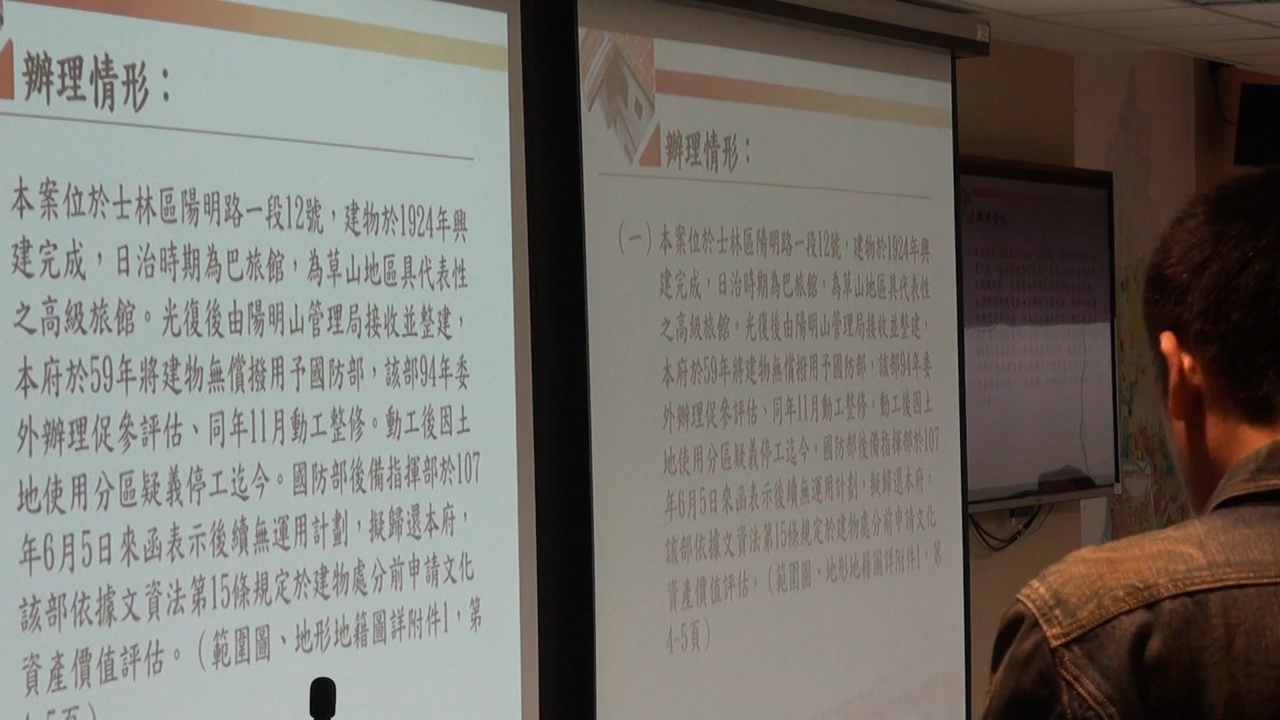 辦理情形：
本案位於士林區陽明路一段12號，建物於1924年興
建完成，日治時期為巴旅館，為草山地區具代表性
之高級旅館。光復後由陽明山管理局接收並整建，
本府於59年將建物無償撥用予國防部，該部94年委
外辦理促參評估、同年11月動工整修。動工後因土
地使用分區疑義停工迄今。國防部後備指揮部於107
年6月5日來函表示後續無運用計劃，擬歸還本府，
該部依據文資法第15條規定於建物處分前申請文化
資產價值評估。（範圍圖、地形地籍圖詳附件1，第
4-5頁）
辦理情形：
（一）本案位於士林區陽明路一段12號，建物於1924年興
建完成，日治時期為巴旅館，為草山地區具代表性
之高級旅館。光復後由陽明山管理局接收並整建，
本府於59年將建物無償撥用予國防部，該部94年委
外辦理促參評估、同年11月動工整修。動工後因土
地使用分區疑義停工迄今。國防部後備指揮部於107
年6月5日來函表示後續無運用計劃，擬歸還本府，
該部依據文資法第15條規定於建物處分前申請文化
資產價值評估。（範圍圖、地形地籍圖詳附件1，第
4-5頁）
辦理情形：